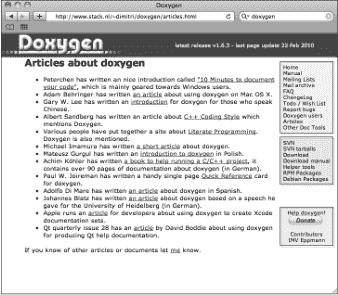 Doxygen
http://www.stack.nl/~dimitri/doxygen/articles.html
doxygen
Doxygen
latest release v1.6.3 - last page update 22 Feb 2010
Articles about doxygen
• Peterchen has written an nice introduction called "10 Minutes to document
your code", which is mainly geared towards Windows users.
• Adam Behringer has written an article about using doxygen on Mac OS X.
• Gary W. Lee has written an introduction for doxygen for those who speak
Chinese.
• Albert Sandberg has written an article about C++ Coding Style which
mentions Doxygen.
• Various people have put together a site about Literate Programming.
Doxygen is also mentioned.
• Michael Imamura has written a short article about doxygen.
• Mateusz Gurgul has written an introduction to doxygen in Polish.
• Achim Köhler has written a book to help running a C/C++ project, it
contains over 90 pages of documentation about doxygen (in German).
• Paul W. Joreman has written a handy single page Quick Reference card
for doxygen.
• Adolfo Di Mare has written an article about doxygen in Spanish.
• Johannes Blatz has written an article about doxygen based on a speech he
gave for the University of Heidelberg (in German).
• Apple runs an article for developers about using doxygen to create Xcode
documentation sets.
• Qt quarterly issue 28 has an article by David Boddie about using doxygen
for producing Qt help documentation.
If you know of other articles or documents let me know.
Home
Manual
Mailing Lists
Mail archive
FAQ
Changelog
Todo / Wish List
Report bugs
Doxygen users
Articles
Other Doc Tools
SVN
SVN tarballs
Download
Download manual
Helper tools
RPM Packages
Debian Packages
Help doxygen!
Donate
Contributors
IMV Eppmann